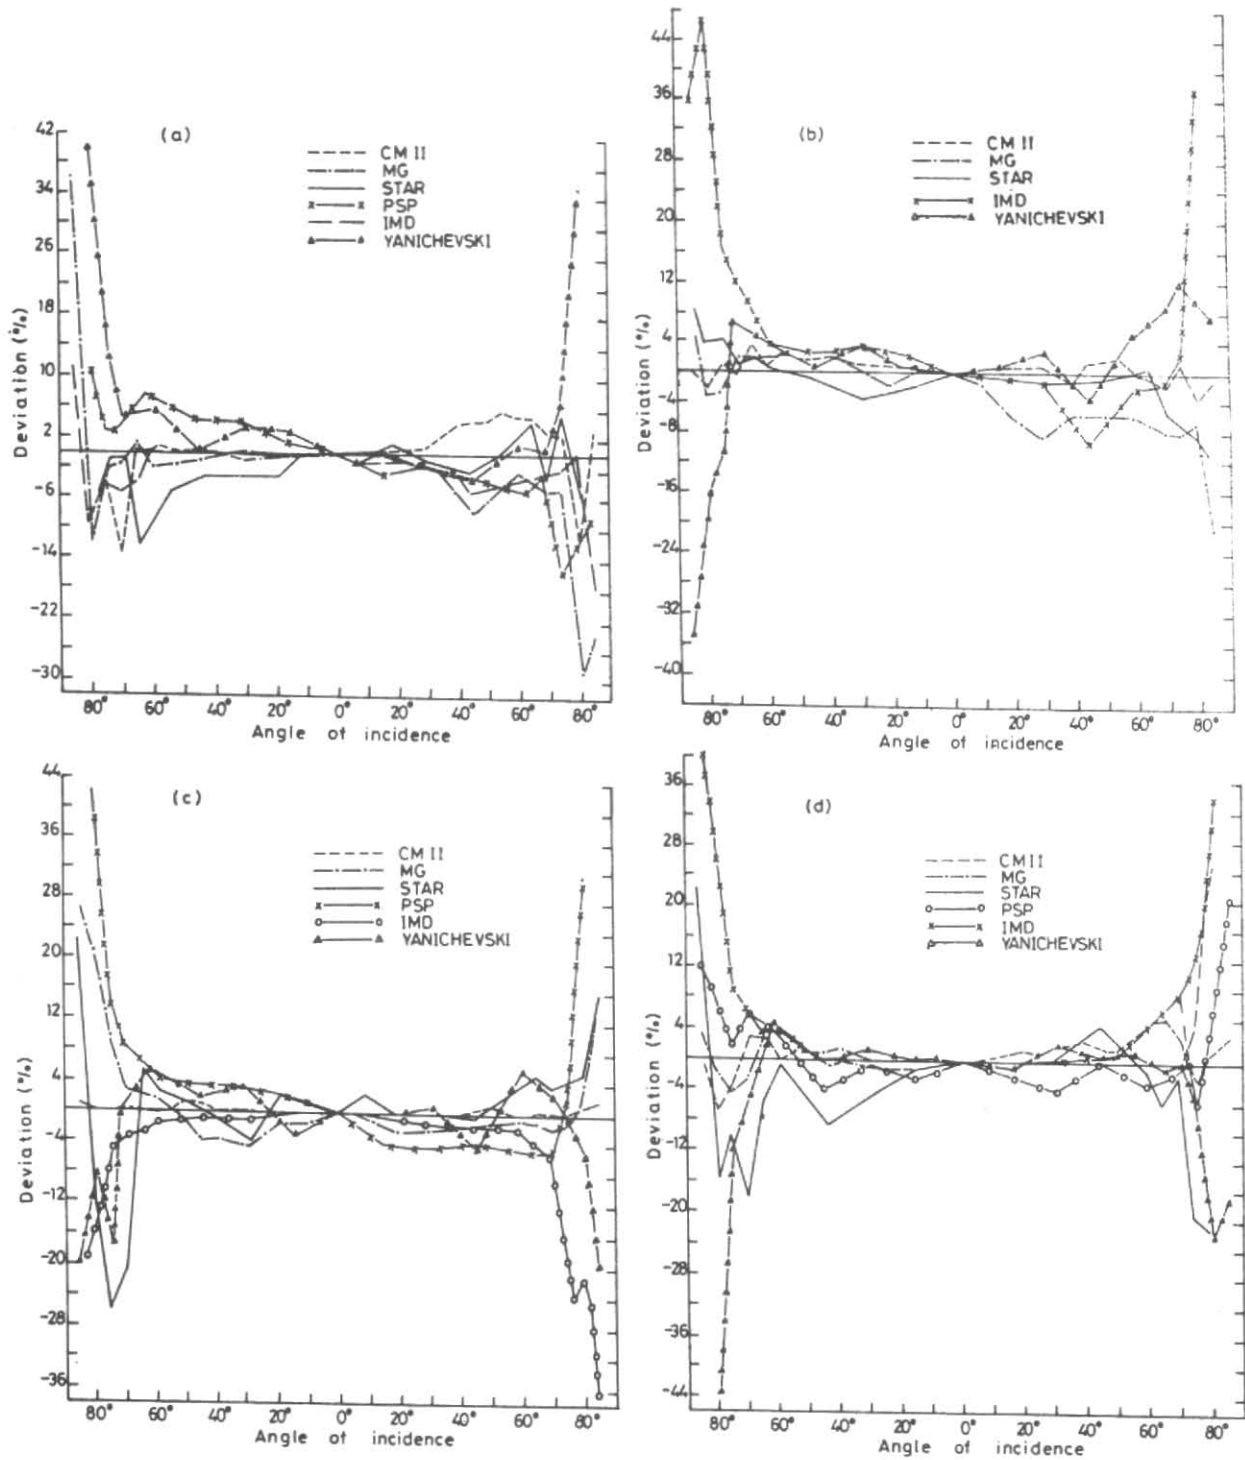 (a)
CM II
MG
STAR
PSP
IMD
YANICHEVSKI
Deviation (%)
42
34
26
18
10
2
-6
-14
-22
-30
80° 60° 40° 20° 0° 20° 40° 60° 80°
Angle of incidence
(b)
CM II
MG
STAR
IMD
YANICHEVSKI
Deviation (%)
44
36
28
20
12
4
-4
-16
-24
-32
-40
80° 60° 40° 20° 0° 20° 40° 60° 80°
Angle of incidence
(c)
CM II
MG
STAR
PSP
IMD
YANICHEVSKI
Deviation (%)
44
36
28
20
12
4
-4
-12
-20
-28
-36
80° 60° 40° 20° 0° 20° 40° 60° 80°
Angle of incidence
(d)
CM II
MG
STAR
PSP
IMD
YANICHEVSKI
Deviation (%)
36
28
20
12
4
-4
-12
-20
-28
-36
-44
80° 60° 40° 20° 0° 20° 40° 60° 80°
Angle of incidence